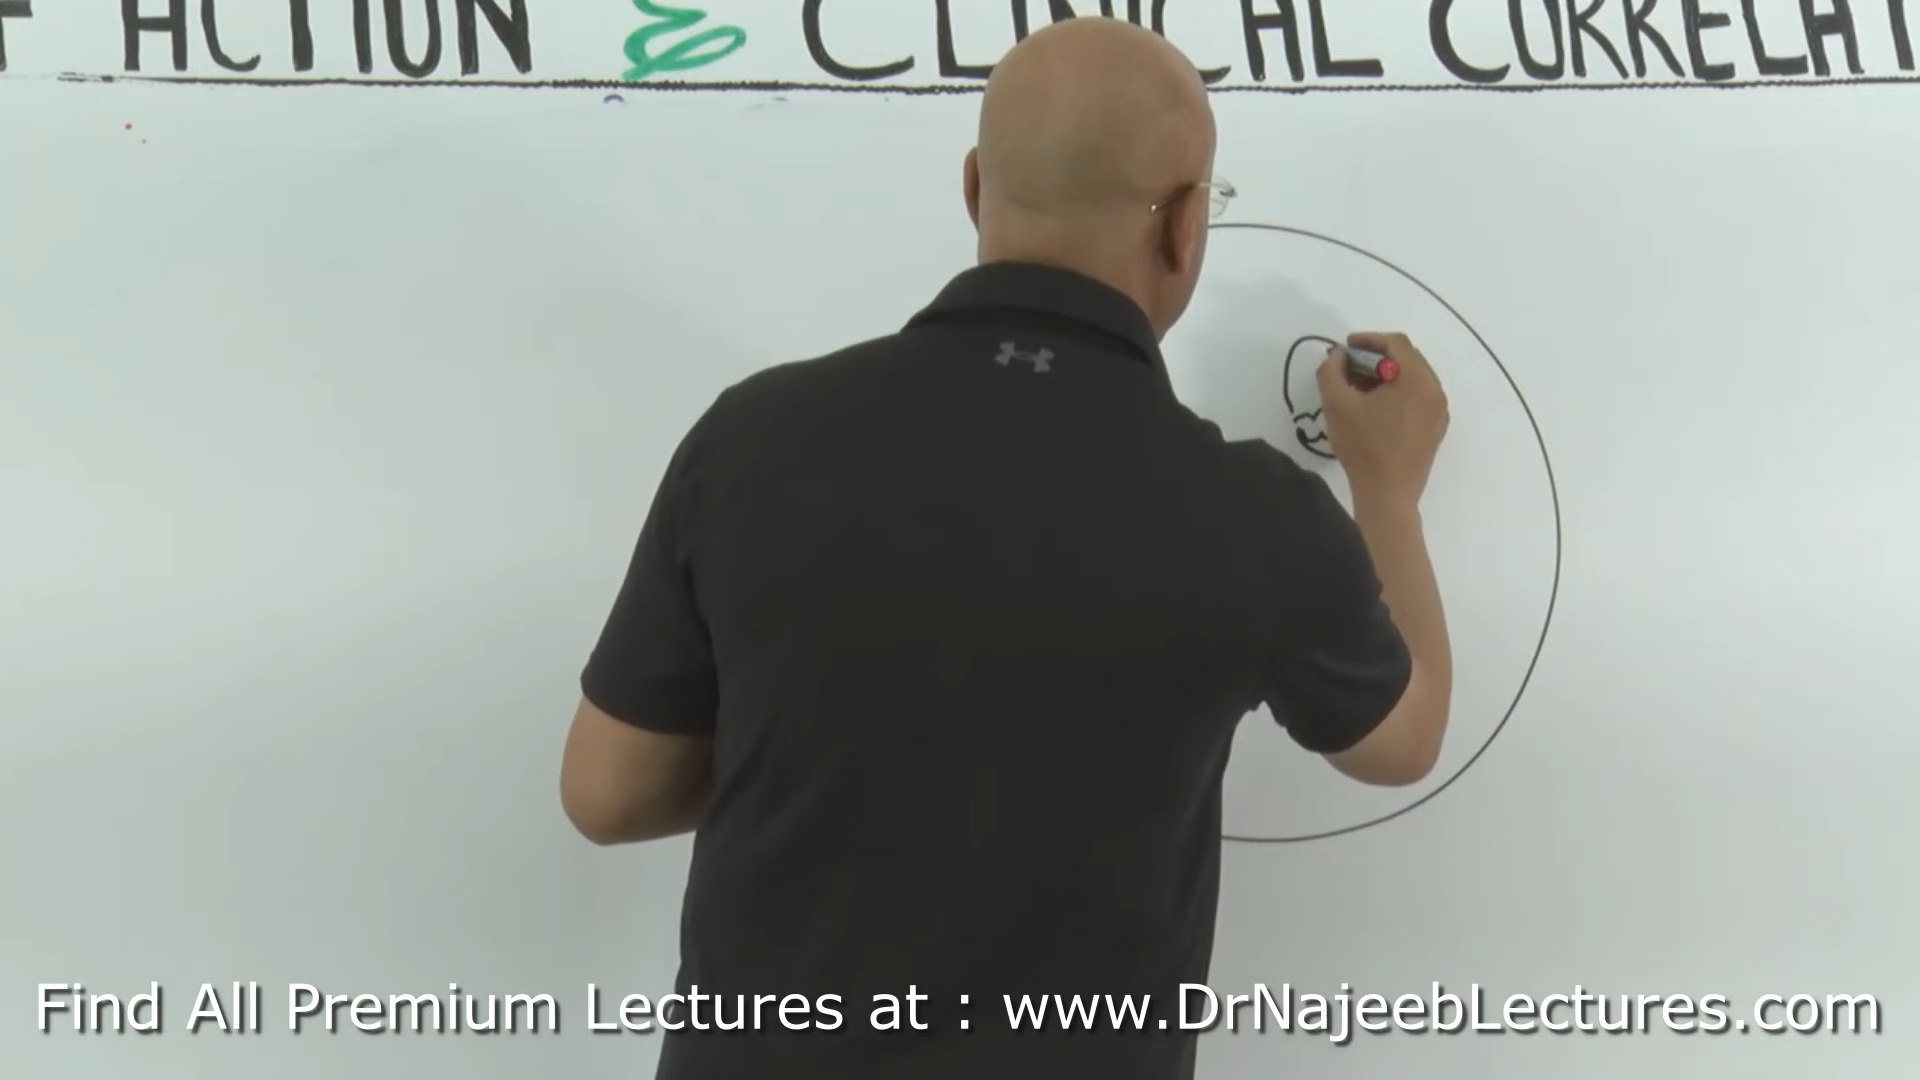 F ACTION & CLINICAL CORRELAT
Find All Premium Lectures at : www.DrNajeebLectures.com